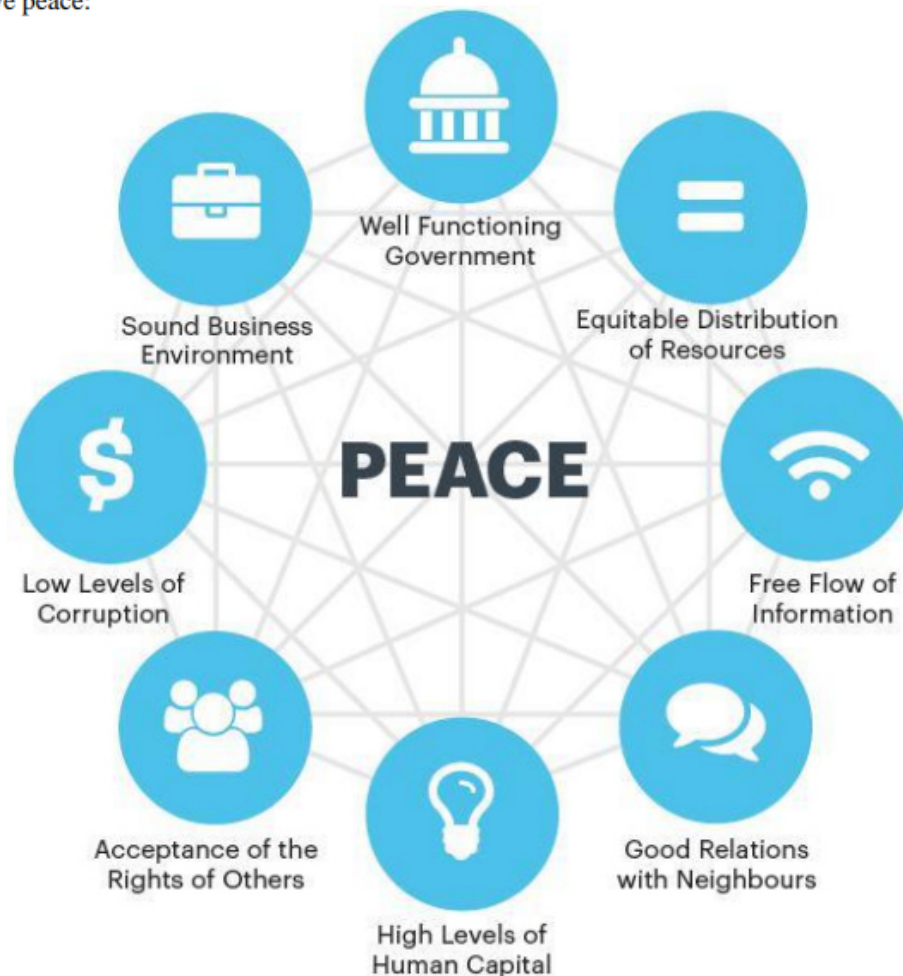 peace:
Well Functioning
Government
Equitable Distribution
of Resources
Free Flow of
Information
Good Relations
with Neighbours
High Levels of
Human Capital
Acceptance of the
Rights of Others
Low Levels of
Corruption
Sound Business
Environment
PEACE